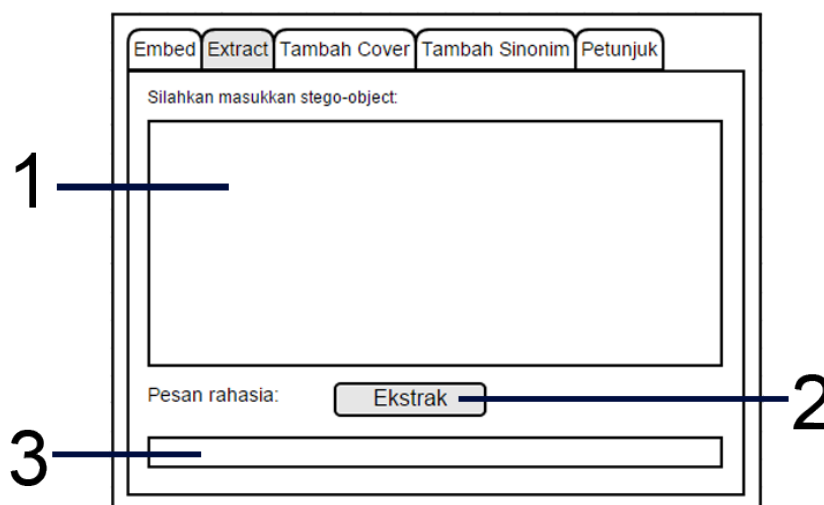 Embed Extract Tambah Cover Tambah Sinonim Petunjuk
Silahkan masukkan stego-object:
1
Pesan rahasia: Ekstrak 2
3